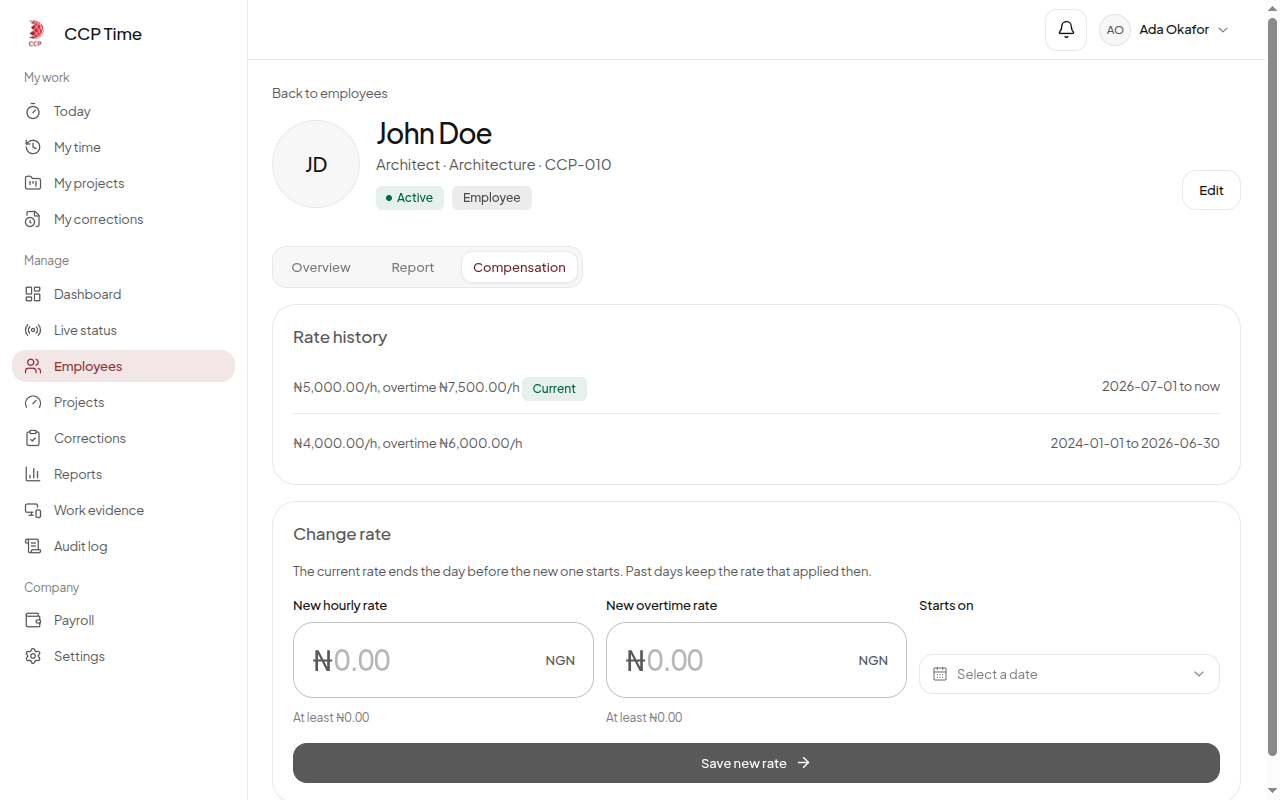 CCP
CCP Time
My work
Today
My time
My projects
My corrections
Manage
Dashboard
Live status
Employees
Projects
Corrections
Reports
Work evidence
Audit log
Company
Payroll
Settings
AO
Ada Okafor
Back to employees
JD
John Doe
Architect · Architecture · CCP-010
Active
Employee
Edit
Overview
Report
Compensation
Rate history
₦5,000.00/h, overtime ₦7,500.00/h Current 2026-07-01 to now
₦4,000.00/h, overtime ₦6,000.00/h 2024-01-01 to 2026-06-30
Change rate
The current rate ends the day before the new one starts. Past days keep the rate that applied then.
New hourly rate New overtime rate Starts on
₦0.00 NGN ₦0.00 NGN Select a date
At least ₦0.00 At least ₦0.00
Save new rate →